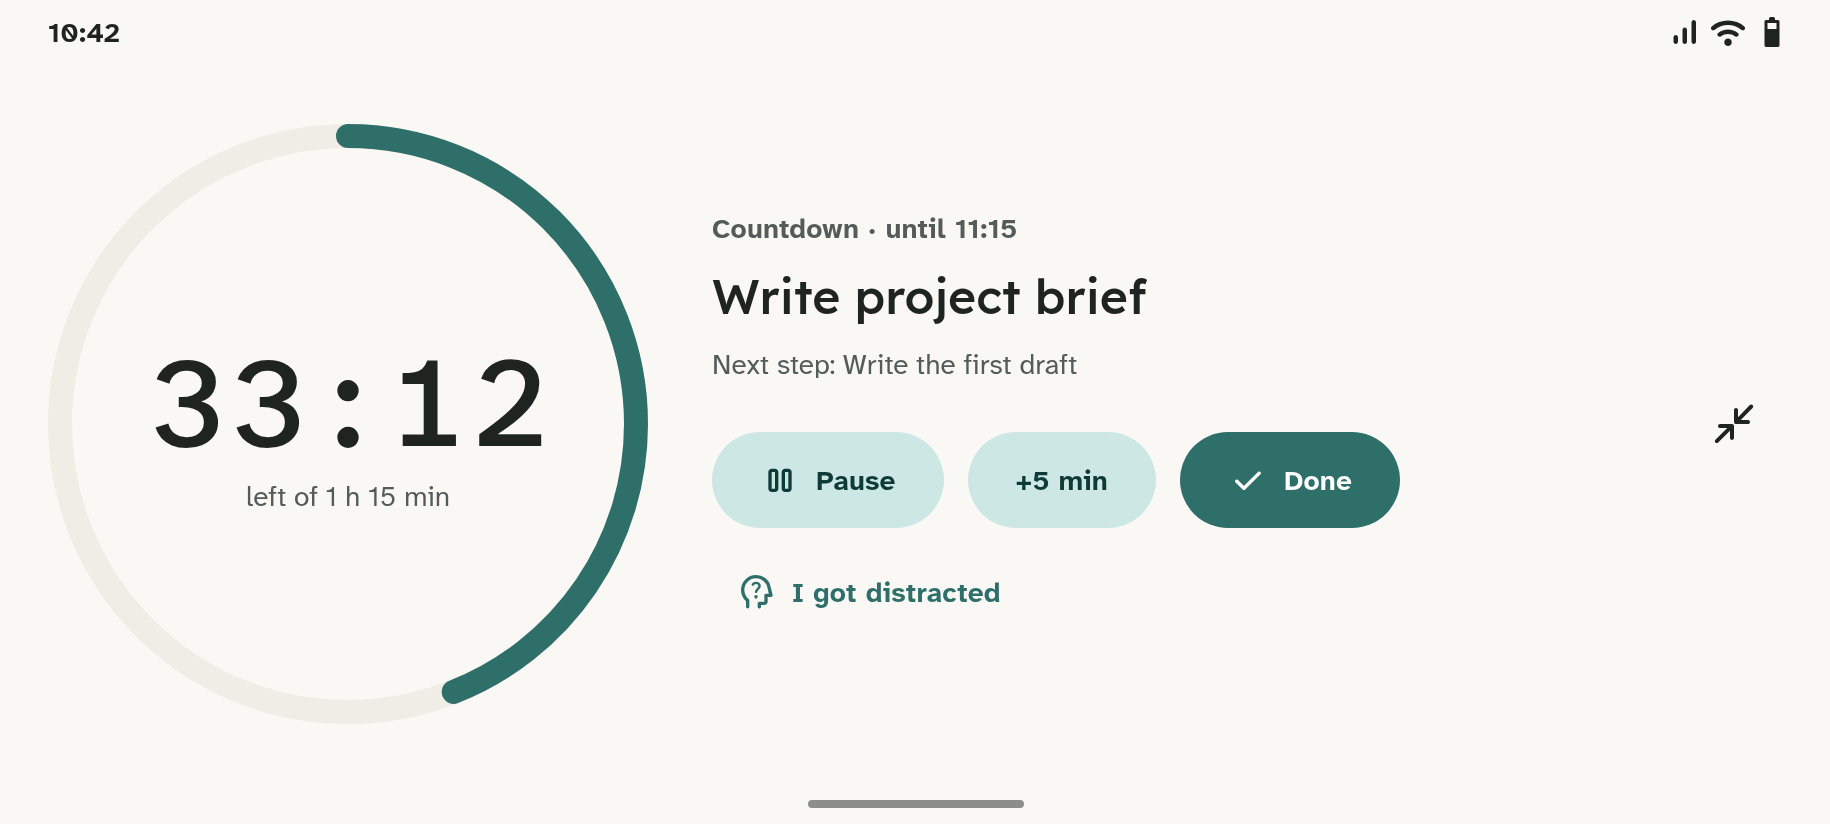 10:42
33:12
left of 1 h 15 min
Countdown · until 11:15
Write project brief
Next step: Write the first draft
Pause
+5 min
Done
I got distracted